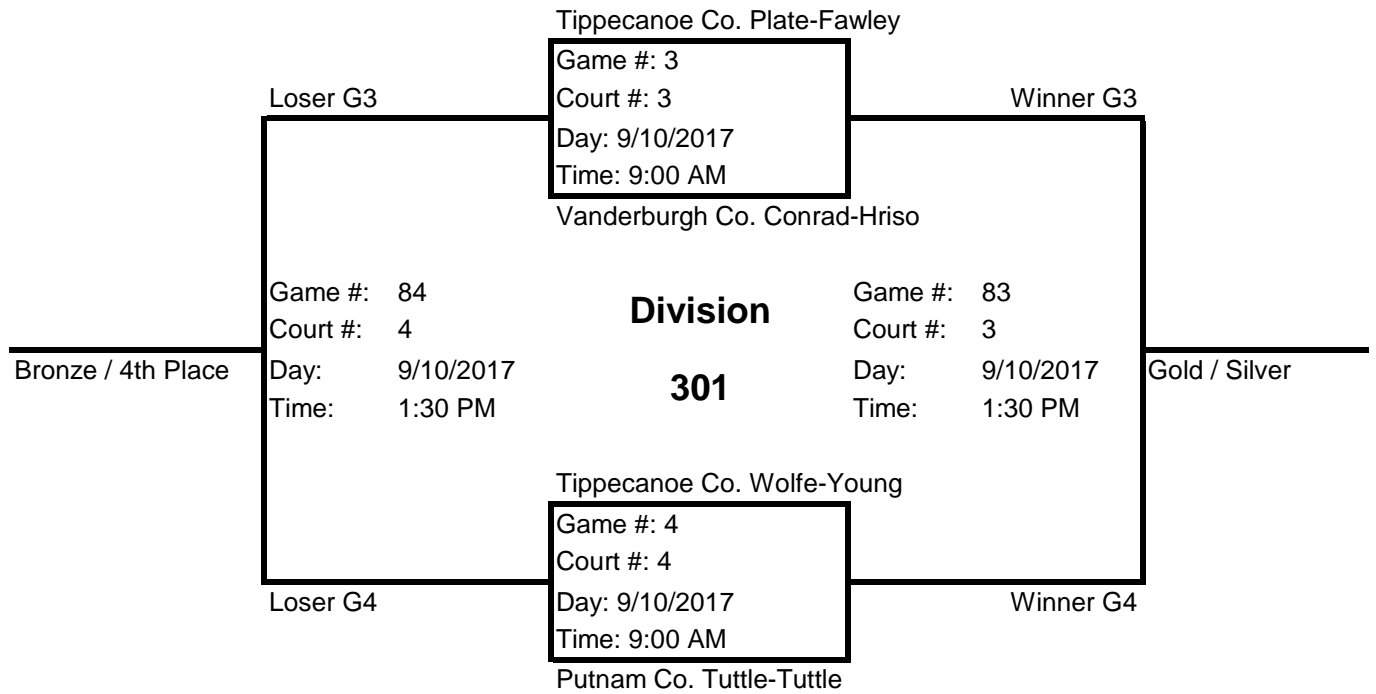 Tippecanoe Co. Plate-Fawley
Game #: 3
Loser G3 Court #: 3 Winner G3
Day: 9/10/2017
Time: 9:00 AM
Vanderburgh Co. Conrad-Hriso
Game #: 84 Division Game #: 83
Court #: 4 Court #: 3
Bronze / 4th Place Day: 9/10/2017 301 Day: 9/10/2017 Gold / Silver
Time: 1:30 PM Time: 1:30 PM
Tippecanoe Co. Wolfe-Young
Game #: 4
Court #: 4
Loser G4 Day: 9/10/2017 Winner G4
Time: 9:00 AM
Putnam Co. Tuttle-Tuttle